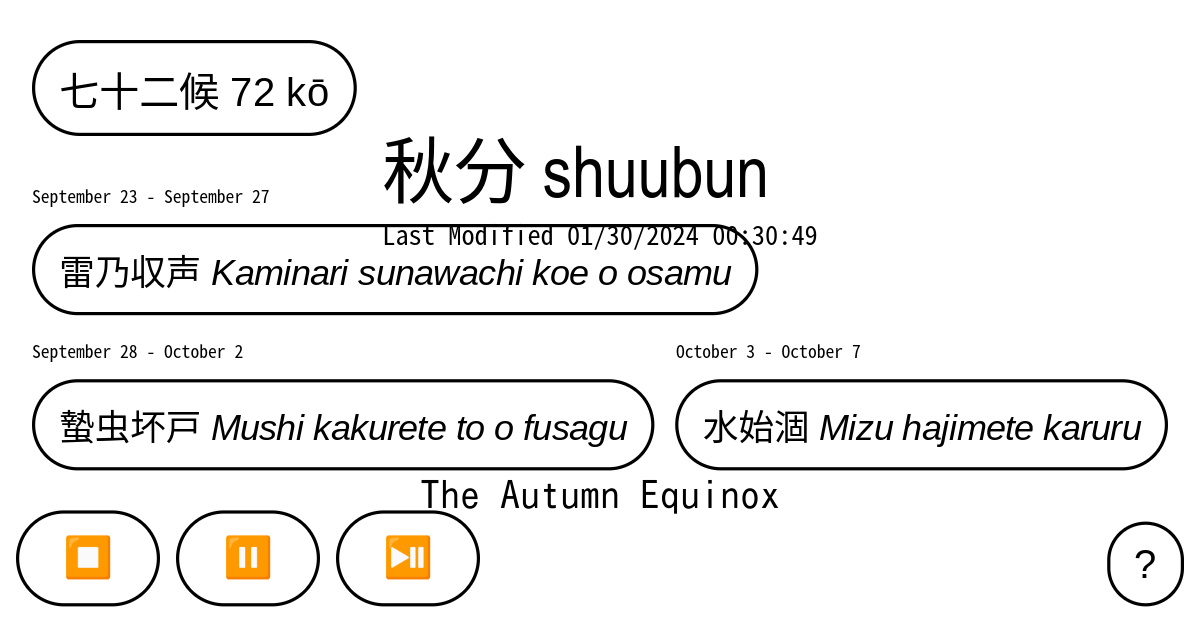 七十二候 72 kō
秋分 shuubun
September 23 - September 27
Last Modified 01/30/2024 00:30:49
雷乃収声 Kaminari sunawachi koe o osamu
September 28 - October 2
October 3 - October 7
蟄虫坏戸 Mushi kakurete to o fusagu
水始涸 Mizu hajimete karuru
The Autumn Equinox
?